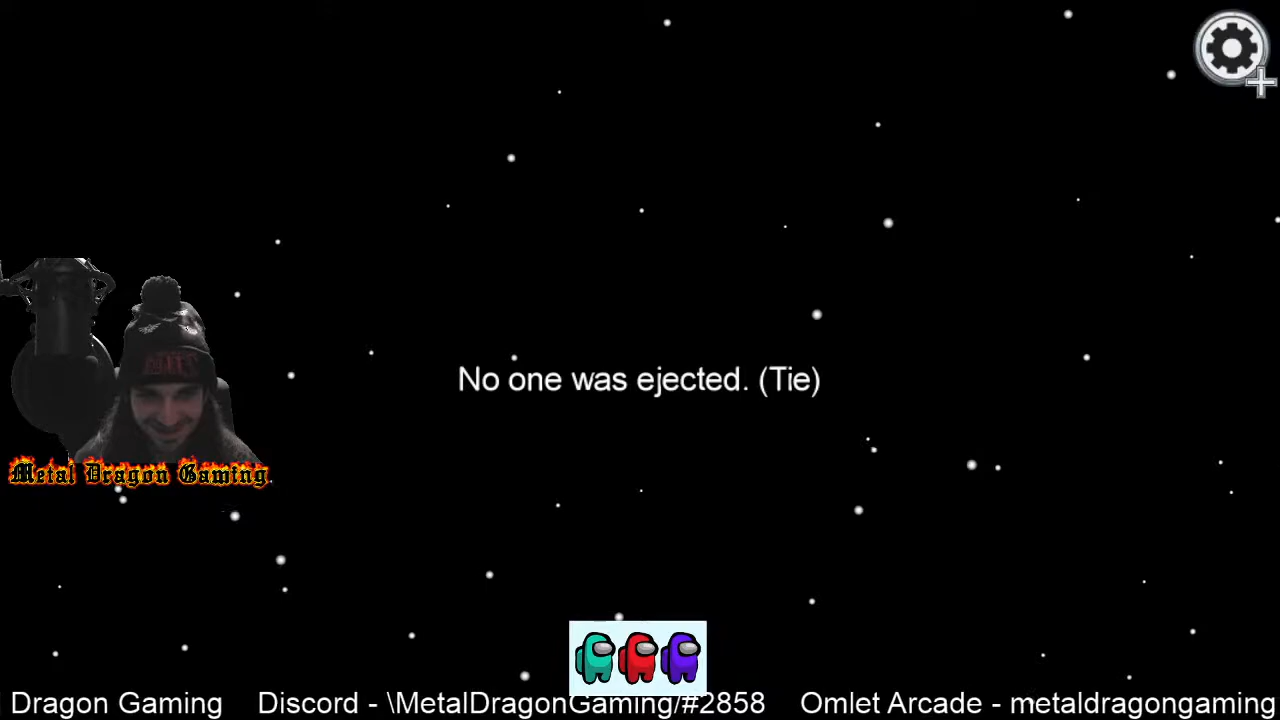 No one was ejected. (Tie)
Metal Dragon Gaming.
Dragon Gaming Discord - \MetalDragonGaming/#2858 Omlet Arcade - metaldragongaming